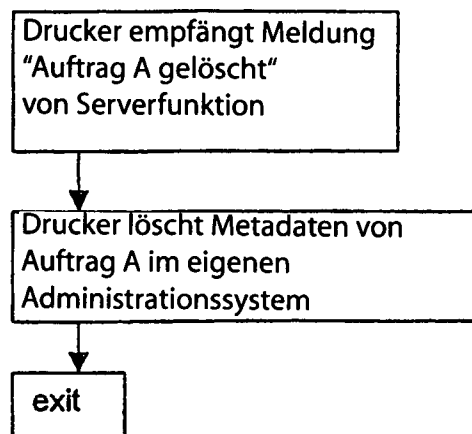 Drucker empfängt Meldung
“Auftrag A gelöscht“
von Serverfunktion
Drucker löscht Metadaten von
Auftrag A im eigenen
Administrationssystem
exit